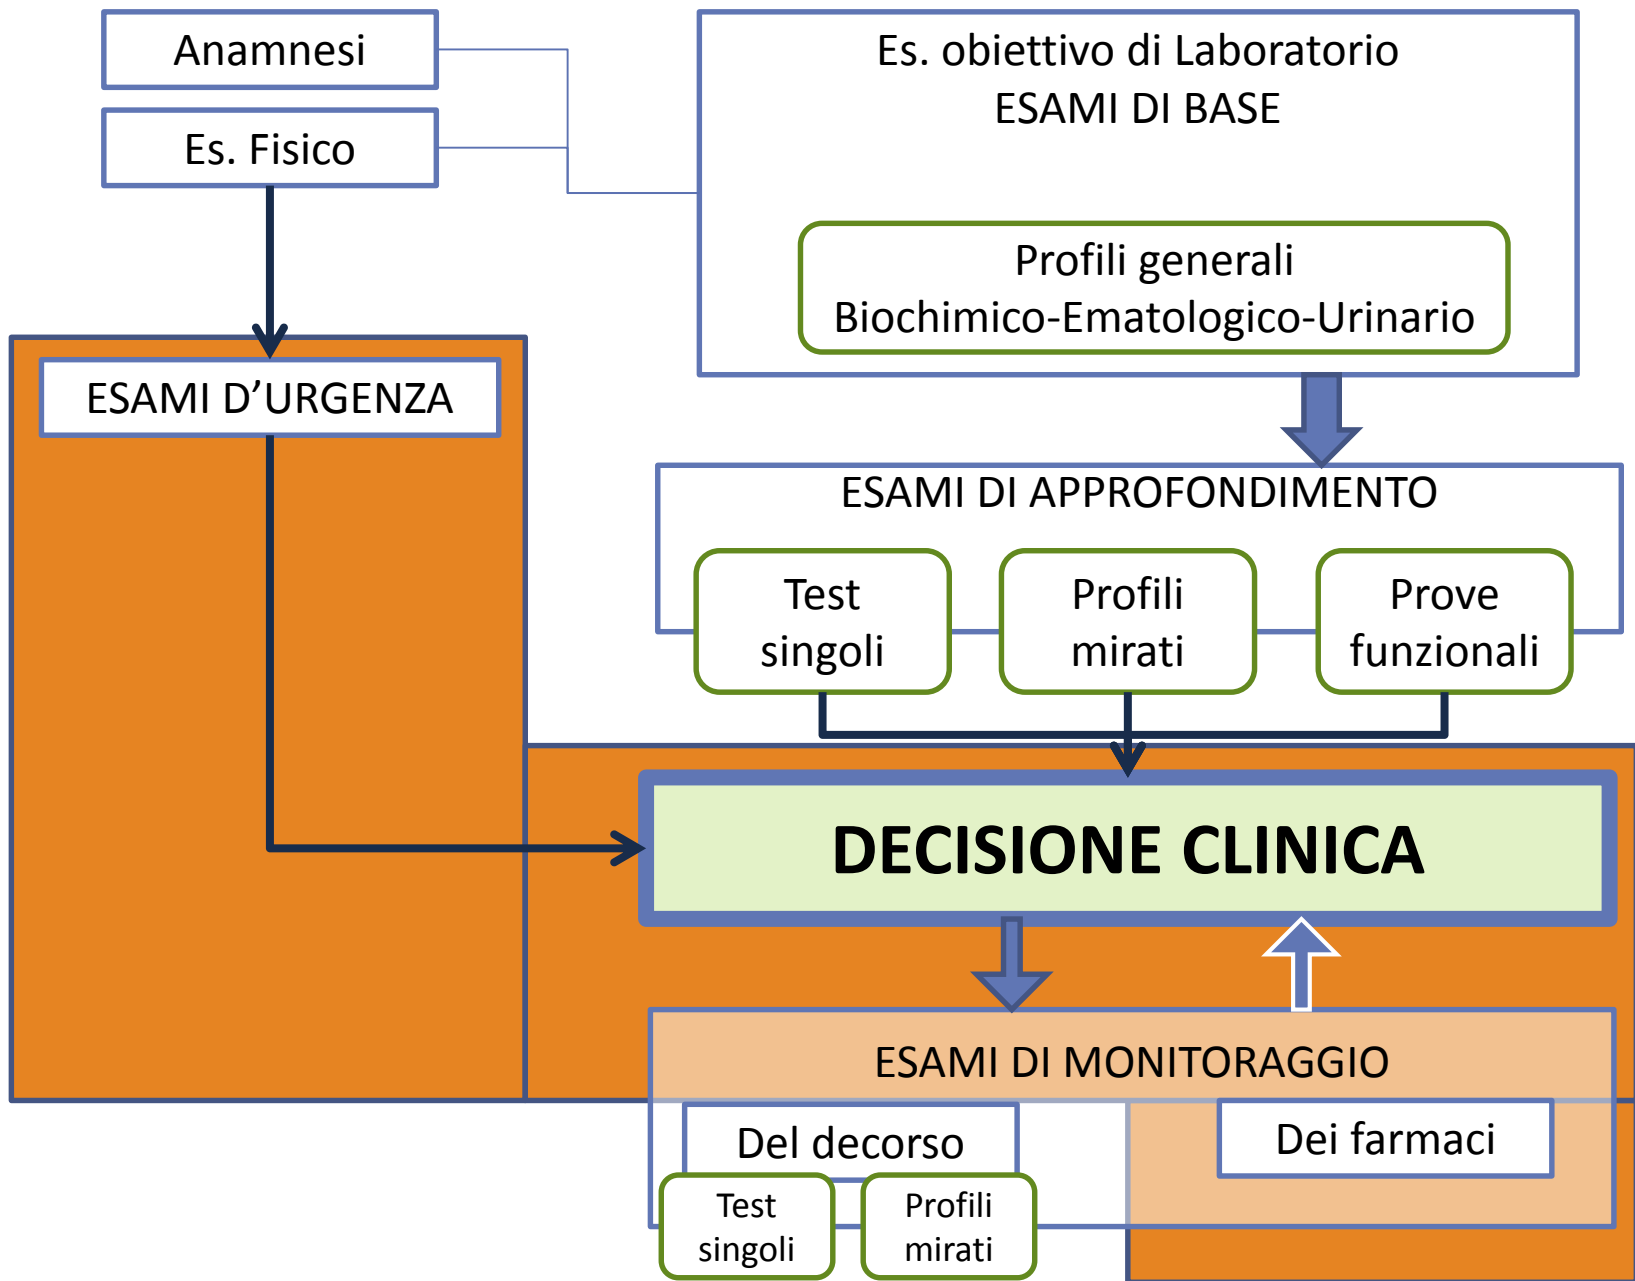 Anamnesi
Es. Fisico
Es. obiettivo di Laboratorio
ESAMI DI BASE
Profili generali
Biochimico-Ematologico-Urinario
ESAMI D’URGENZA
ESAMI DI APPROFONDIMENTO
Test
singoli
Profili
mirati
Prove
funzionali
DECISIONE CLINICA
ESAMI DI MONITORAGGIO
Del decorso
Dei farmaci
Test
singoli
Profili
mirati